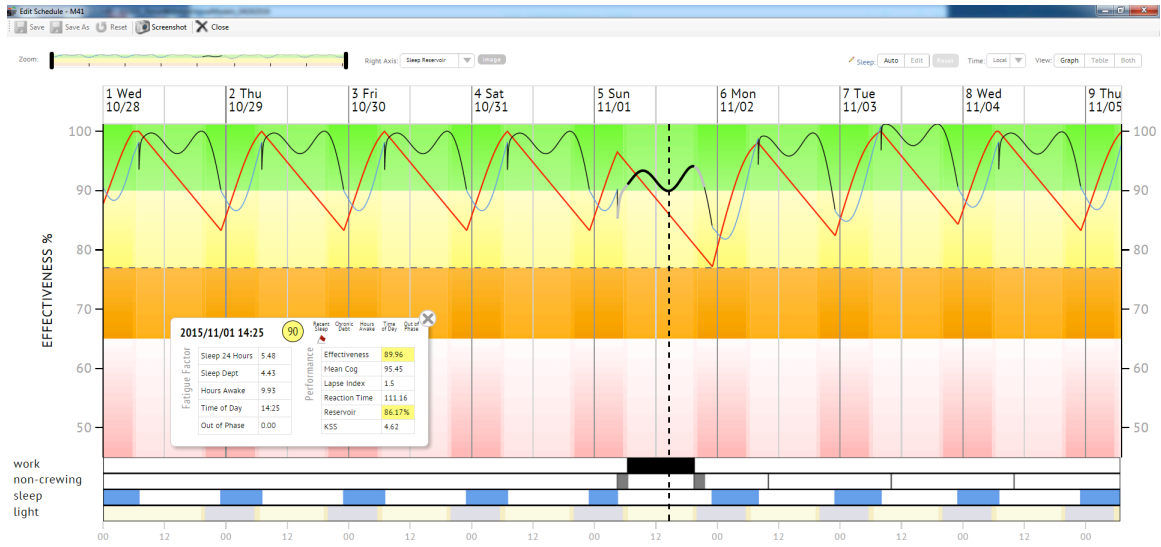 Edit Schedule - M41
Save Save As Reset Screenshot Close
Zoom: Right Axis: Sleep Reservoir Image Sleep: Auto Edit Reset Time: Local View: Graph Table Both
1 Wed 2 Thu 3 Fri 4 Sat 5 Sun 6 Mon 7 Tue 8 Wed 9 Thu
10/28 10/29 10/30 10/31 11/01 11/02 11/03 11/04 11/05
100 100
90 90
80 80
70 70
60 60
50 50
EFFECTIVENESS %
2015/11/01 14:25 90
Recent Sleep Chronic Debt Hours Awake Time of Day Out of Phase
Fatigue Factor
Sleep 24 Hours 5.48
Sleep Dept 4.43
Hours Awake 9.93
Time of Day 14:25
Out of Phase 0.00
Performance
Effectiveness 89.96
Mean Cog 95.45
Lapse Index 1.5
Reaction Time 111.16
Reservoir 86.17%
KSS 4.62
work
non-crewing
sleep
light
00 12 00 12 00 12 00 12 00 12 00 12 00 12 00 12 00